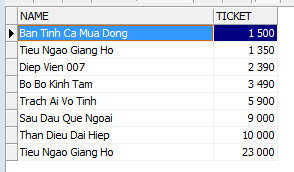 NAME TICKET
Ban Tinh Ca Mua Dong 1 500
Tieu Ngao Giang Ho 1 350
Diep Vien 007 2 390
Bo Bo Kinh Tam 3 490
Trach Ai Vo Tinh 5 900
Sau Dau Que Ngoai 9 000
Than Dieu Dai Hiep 10 000
Tieu Ngao Giang Ho 23 000